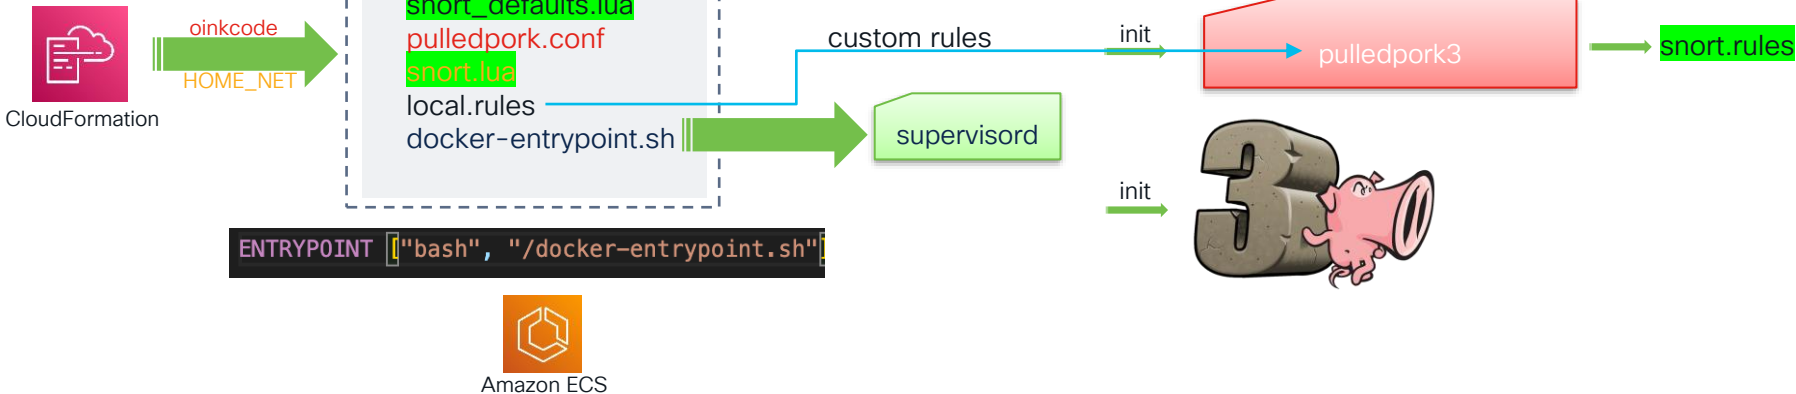 snort_defaults.lua
oinkcode
pulledpork.conf
HOME_NET
snort.lua
CloudFormation
local.rules
docker-entrypoint.sh
custom rules
init
pulledpork3
snort.rules
supervisord
init
3
ENTRYPOINT ["bash", "/docker-entrypoint.sh"]
Amazon ECS